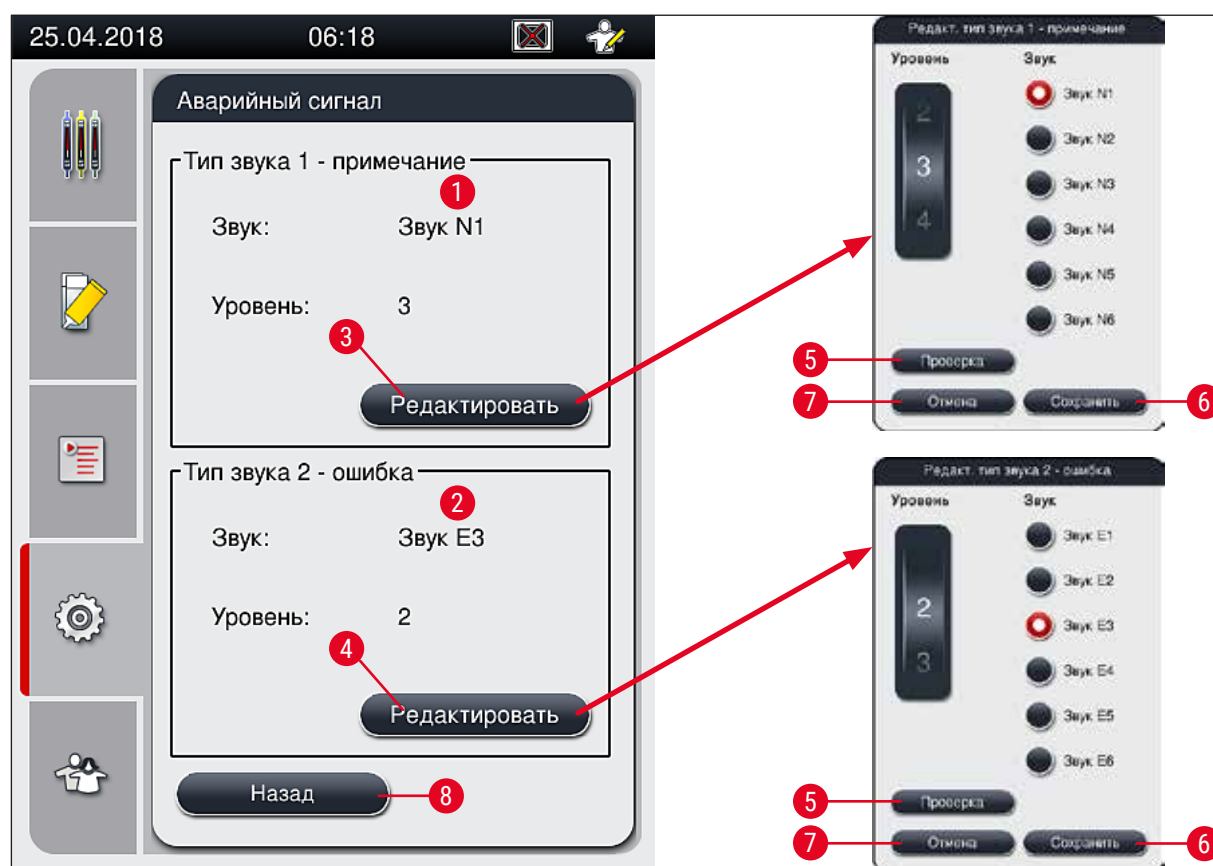 25.04.2018 06:18
Аварийный сигнал
Тип звука 1 - примечание
1
Звук: Звук N1
Уровень: 3
3
Редактировать
Тип звука 2 - ошибка
2
Звук: Звук E3
Уровень: 2
4
Редактировать
Назад 8
Редакт. тип звука 1 - примечание
Уровень Звук
2
3
4
Звук N1
Звук N2
Звук N3
Звук N4
Звук N5
Звук N6
5 Проверка
7 Отмена Сохранить 6
Редакт. тип звука 2 - ошибка
Уровень Звук
2
3
Звук E1
Звук E2
Звук E3
Звук E4
Звук E5
Звук E6
5 Проверка
7 Отмена Сохранить 6